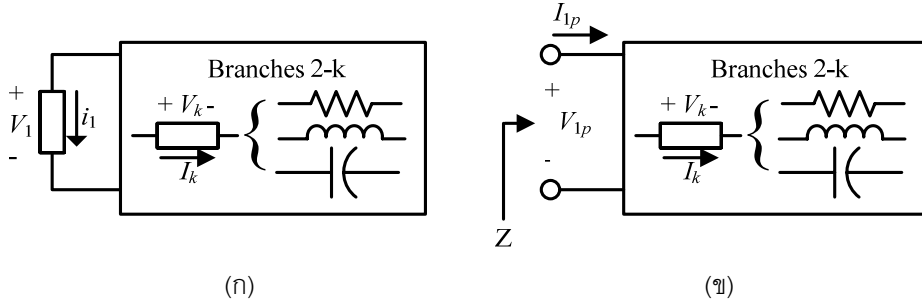 Branches 2-k
+
V1
-
i1
+ Vk -
Ik
(ก)
I1p
Branches 2-k
+
V1p
-
+ Vk -
Ik
Z
(ข)